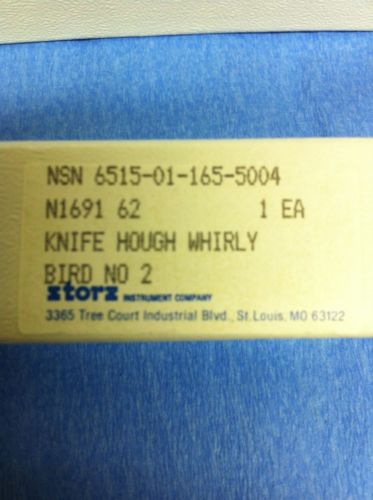 NSN 6515-01-165-5004
N1691 62 1 EA
KNIFE HOUGH WHIRLY
BIRD NO 2
storz INSTRUMENT COMPANY
3365 Tree Court Industrial Blvd., St. Louis, MO 63122